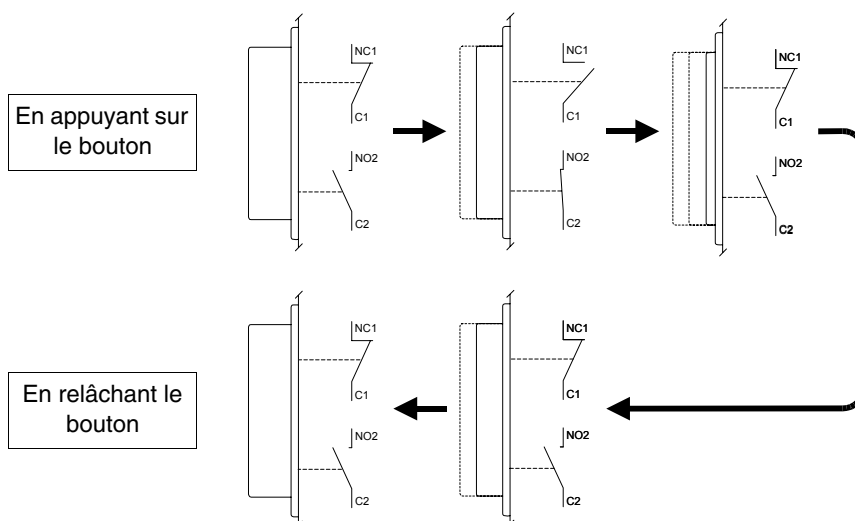 NC1
C1
NO2
C2
NC1
C1
NO2
C2
NC1
C1
NO2
C2
En appuyant sur
le bouton
NC1
C1
NO2
C2
NC1
C1
NO2
C2
En relâchant le
bouton